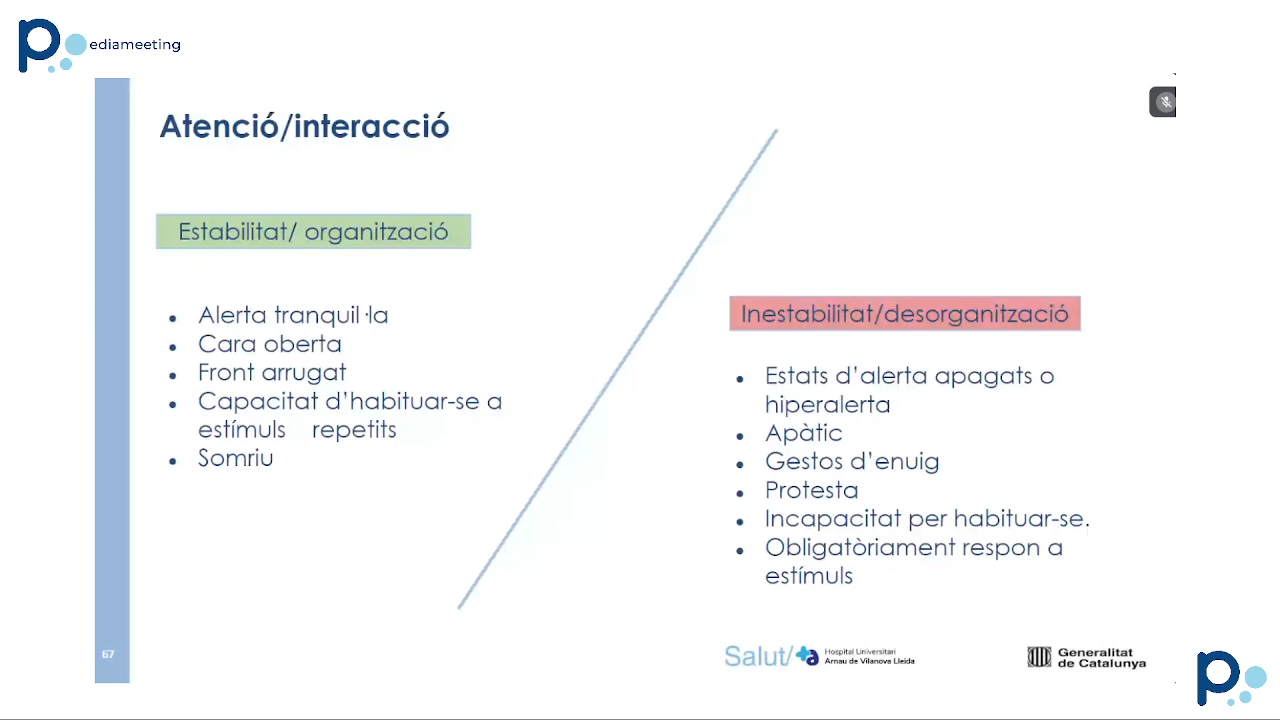 Pediameeting
Atenció/interacció
Estabilitat/ organització
Alerta tranquil·la
Cara oberta
Front arrugat
Capacitat d'habituar-se a
estímuls repetits
Somriu
Inestabilitat/desorganització
Estats d'alerta apagats o
hiperalerta
Apàtic
Gestos d'enuig
Protesta
Incapacitat per habituar-se.
Obligatòriament respon a
estímuls
67
Salut/
Hospital Universitari
Arnau de Vilanova Lleida
Generalitat
de Catalunya
P